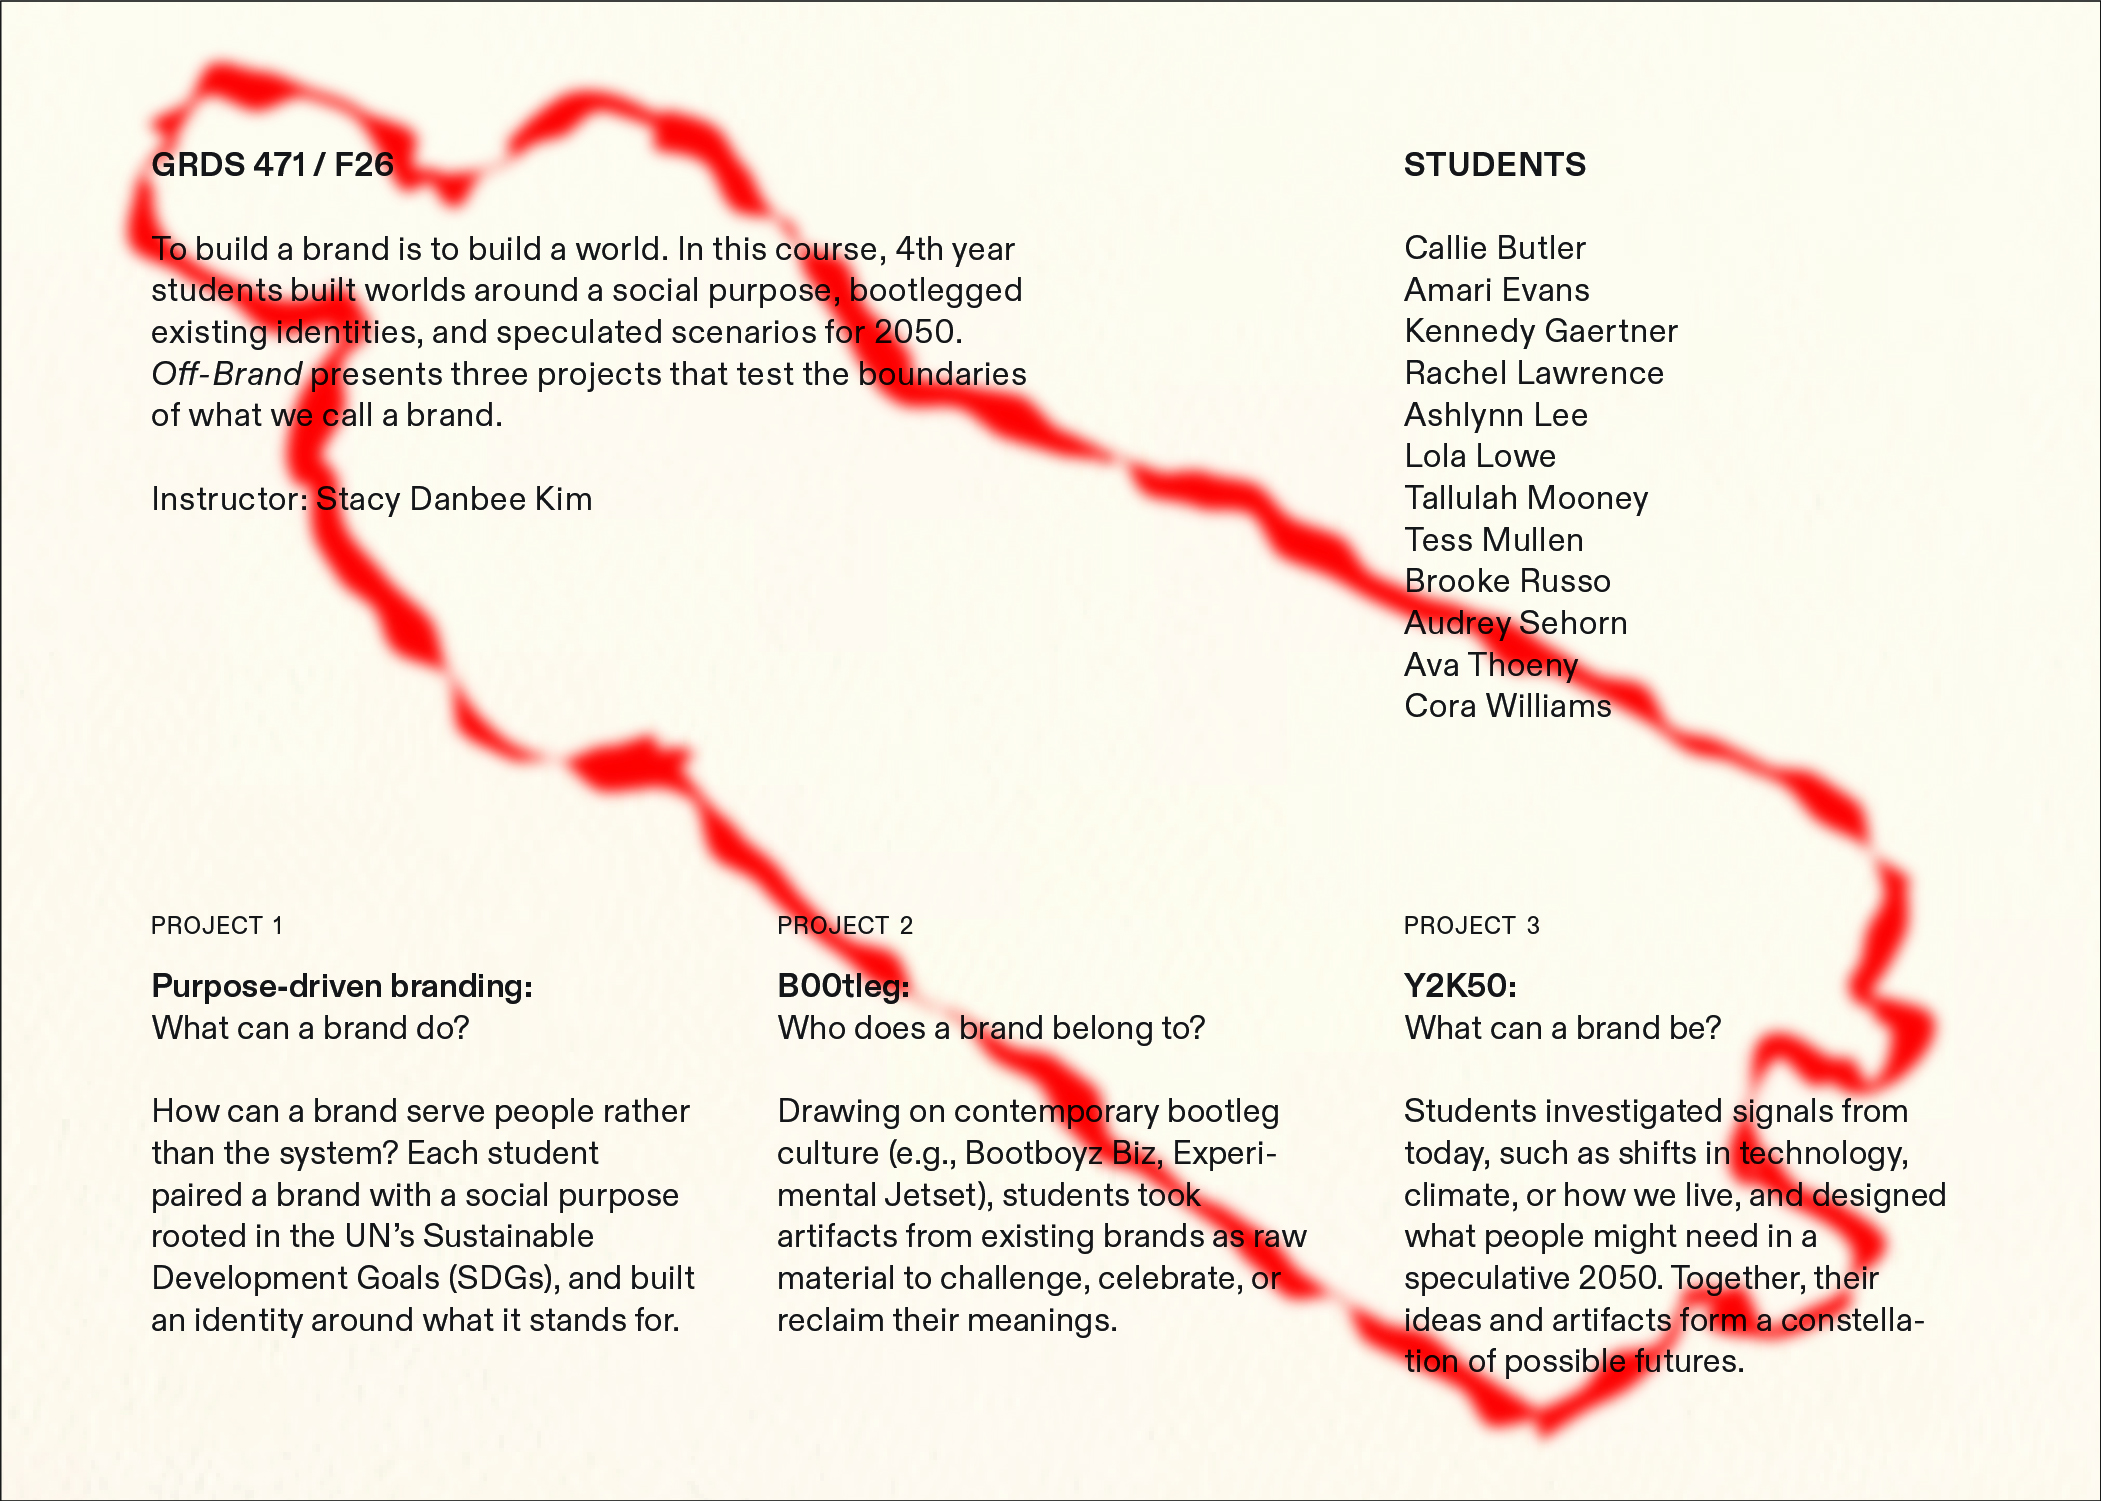 GRDS 471 / F26
To build a brand is to build a world. In this course, 4th year
students built worlds around a social purpose, bootlegged
existing identities, and speculated scenarios for 2050.
Off-Brand presents three projects that test the boundaries
of what we call a brand.
Instructor: Stacy Danbee Kim
STUDENTS
Callie Butler
Amari Evans
Kennedy Gaertner
Rachel Lawrence
Ashlynn Lee
Lola Lowe
Tallulah Mooney
Tess Mullen
Brooke Russo
Audrey Sehorn
Ava Thoeny
Cora Williams
PROJECT 1
Purpose-driven branding:
What can a brand do?
How can a brand serve people rather
than the system? Each student
paired a brand with a social purpose
rooted in the UN’s Sustainable
Development Goals (SDGs), and built
an identity around what it stands for.
PROJECT 2
B00tleg:
Who does a brand belong to?
Drawing on contemporary bootleg
culture (e.g., Bootboyz Biz, Experi-
mental Jetset), students took
artifacts from existing brands as raw
material to challenge, celebrate, or
reclaim their meanings.
PROJECT 3
Y2K50:
What can a brand be?
Students investigated signals from
today, such as shifts in technology,
climate, or how we live, and designed
what people might need in a
speculative 2050. Together, their
ideas and artifacts form a constella-
tion of possible futures.